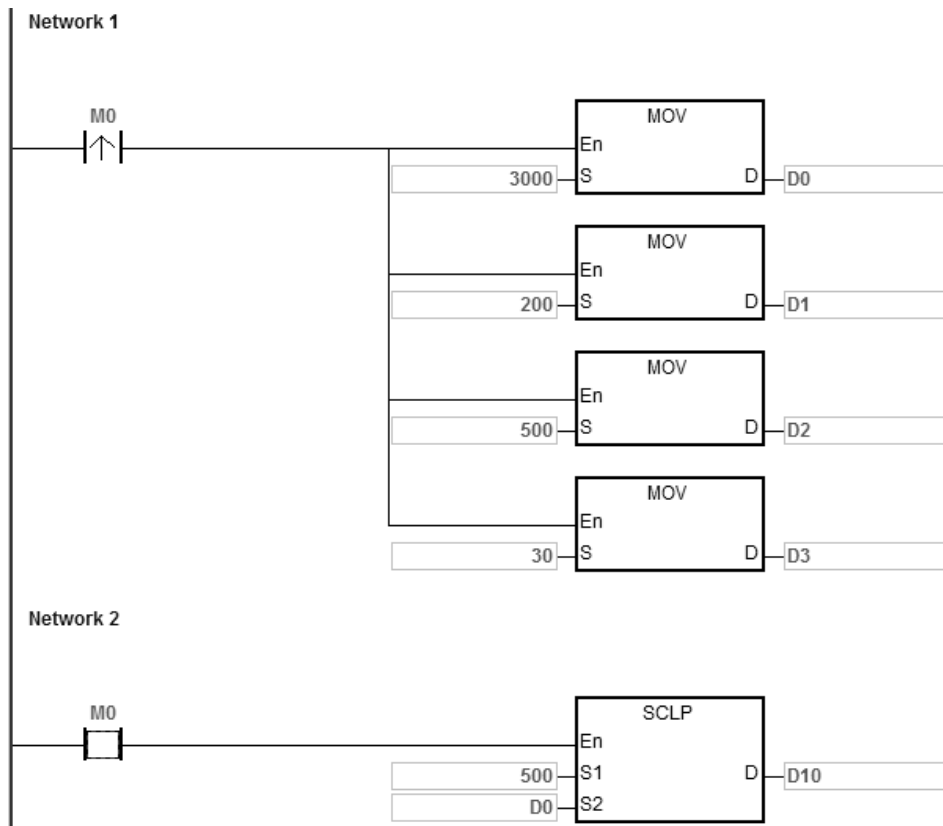 Network 1
M0
MOV
En
3000 S D D0
MOV
En
200 S D D1
MOV
En
500 S D D2
MOV
En
30 S D D3
Network 2
M0
SCLP
En
500 S1 D D10
D0 S2